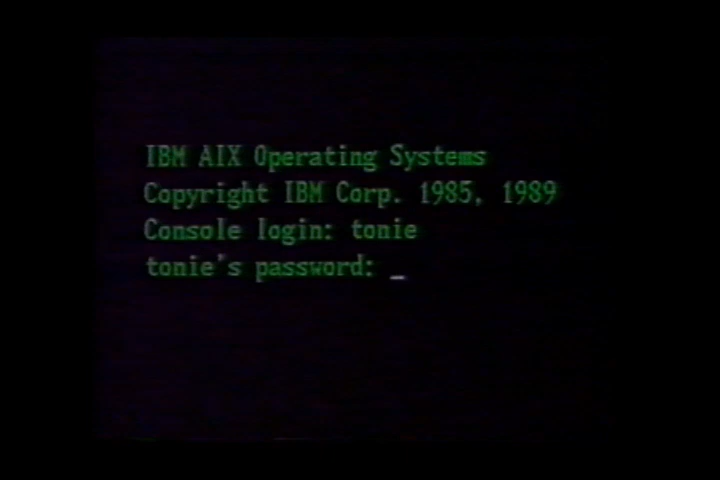 IBM AIX Operating Systems
Copyright IBM Corp. 1985, 1989
Console login: tonie
tonie's password: _